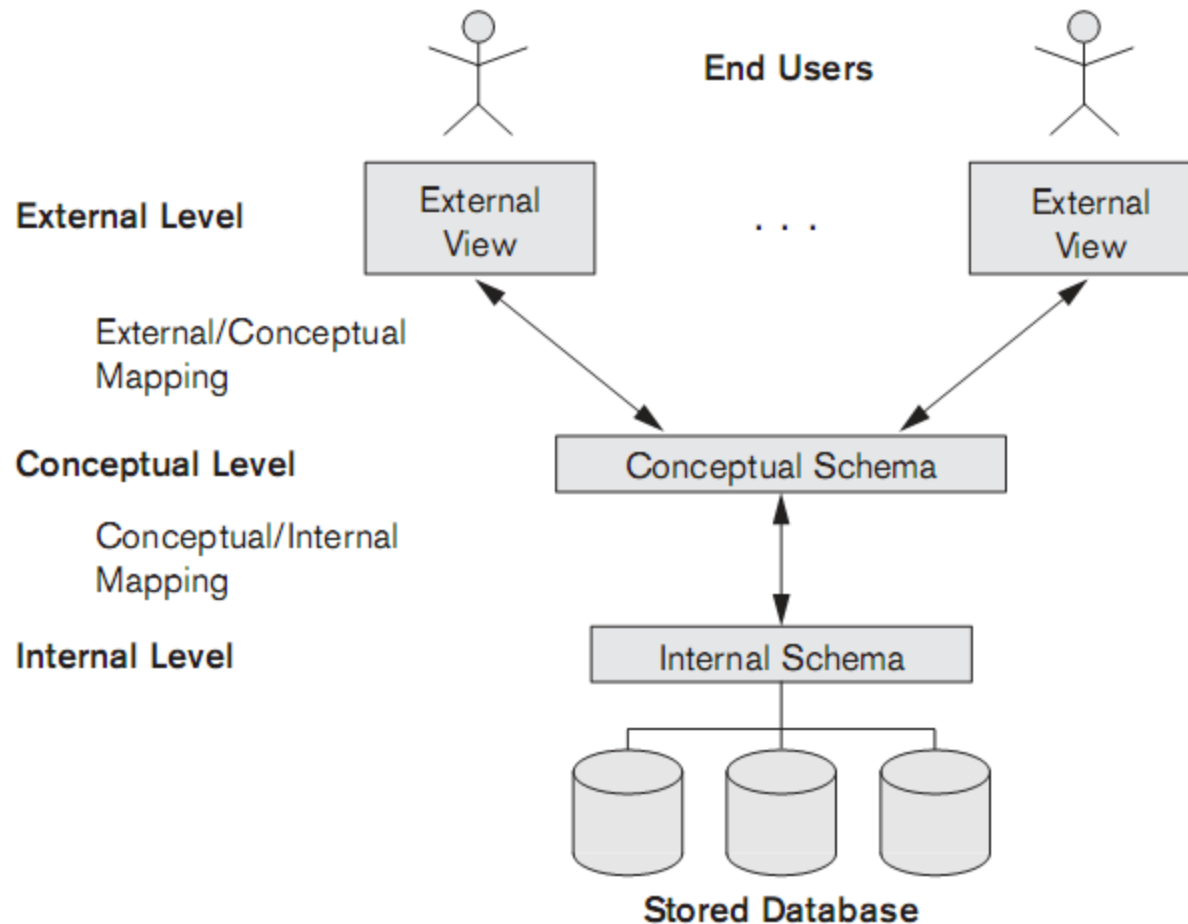 End Users
External Level
External
View
. . .
External
View
External/Conceptual
Mapping
Conceptual Level
Conceptual Schema
Conceptual/Internal
Mapping
Internal Level
Internal Schema
Stored Database